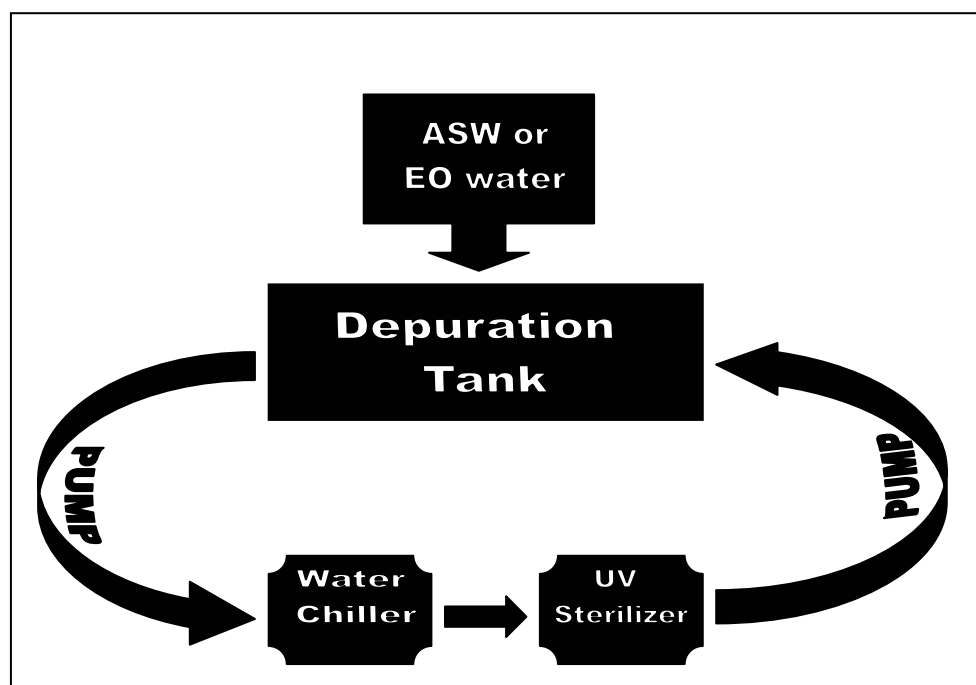 ASW or
EO water
Depuration
Tank
PUMP
PUMP
Water
Chiller
UV
Sterilizer